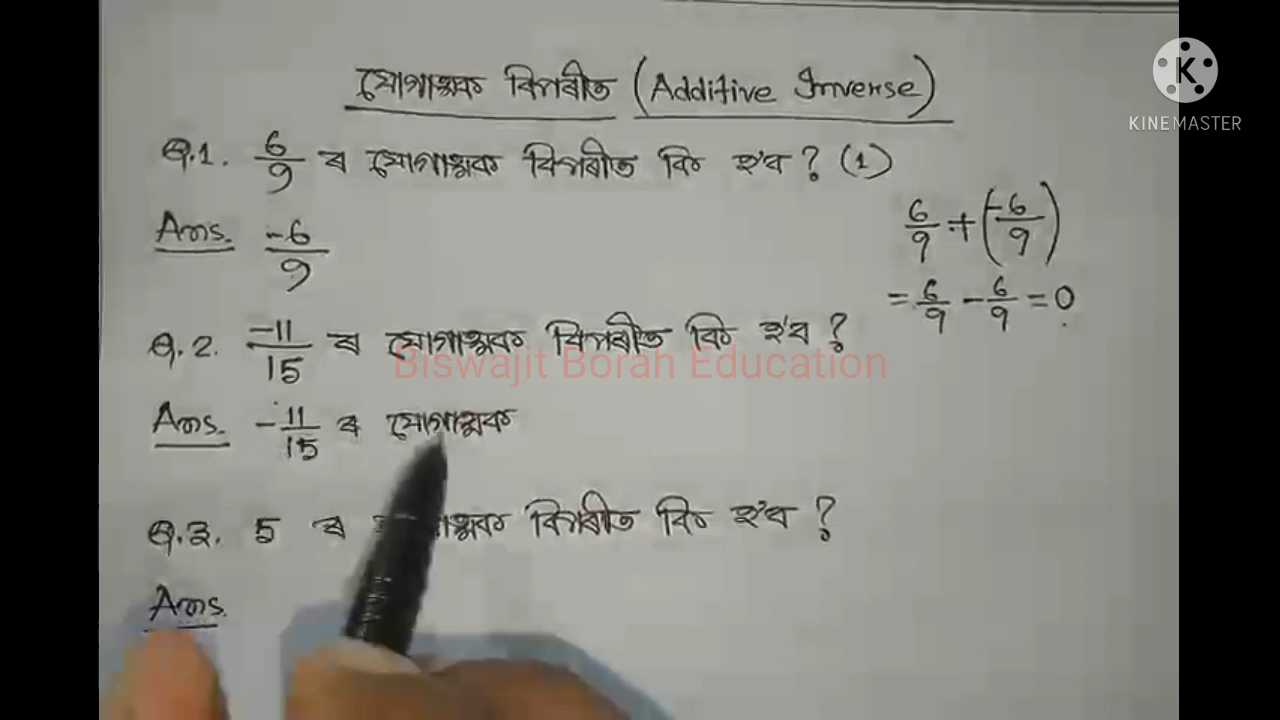 যোগাত্মক বিপৰীত (Additive Inverse)
Q.1. 6/9 ৰ যোগাত্মক বিপৰীত কি হ'ব ? (1)
Ans. -6/9
6/9 + (-6/9)
= 6/9 - 6/9 = 0
Q.2. -11/15 ৰ যোগাত্মক বিপৰীত কি হ'ব ?
Ans. -11/15 ৰ যোগাত্মক
Q.3. 5 ৰ বিপৰীত কি হ'ব ?
Ans.
Biswajit Borah Education
K
KINEMASTER